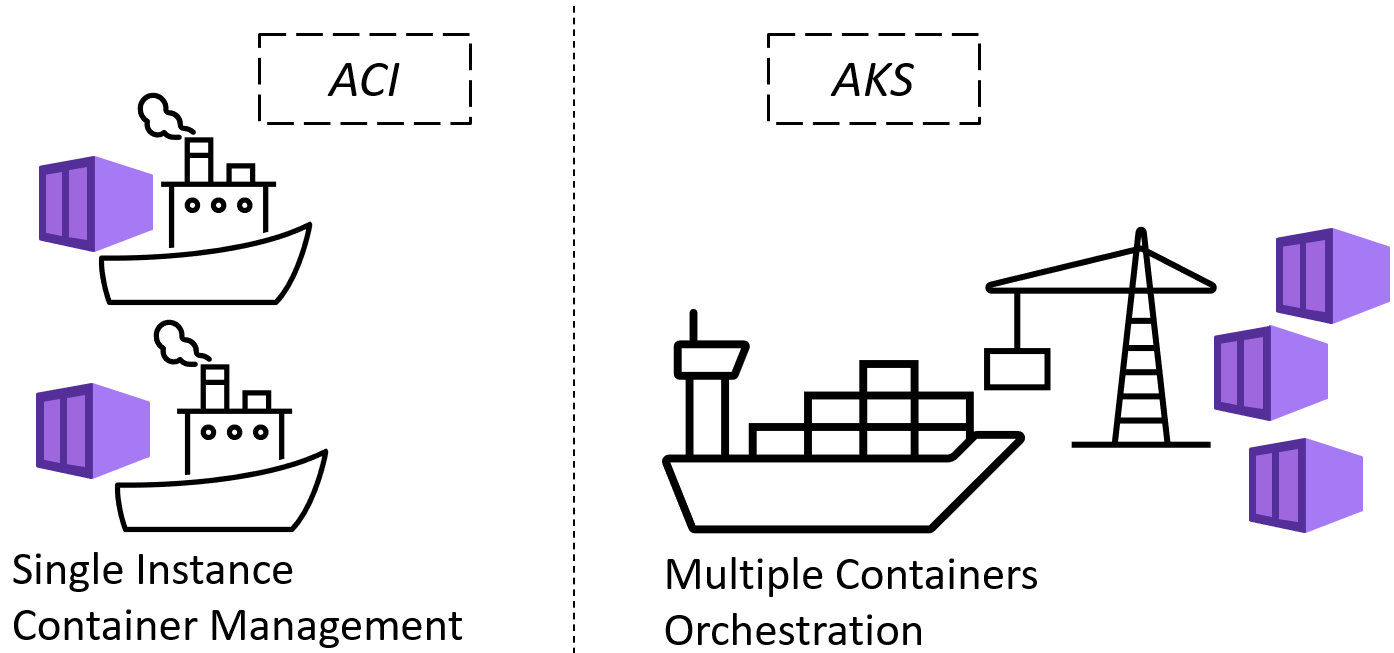 ACI
Single Instance
Container Management
AKS
Multiple Containers
Orchestration